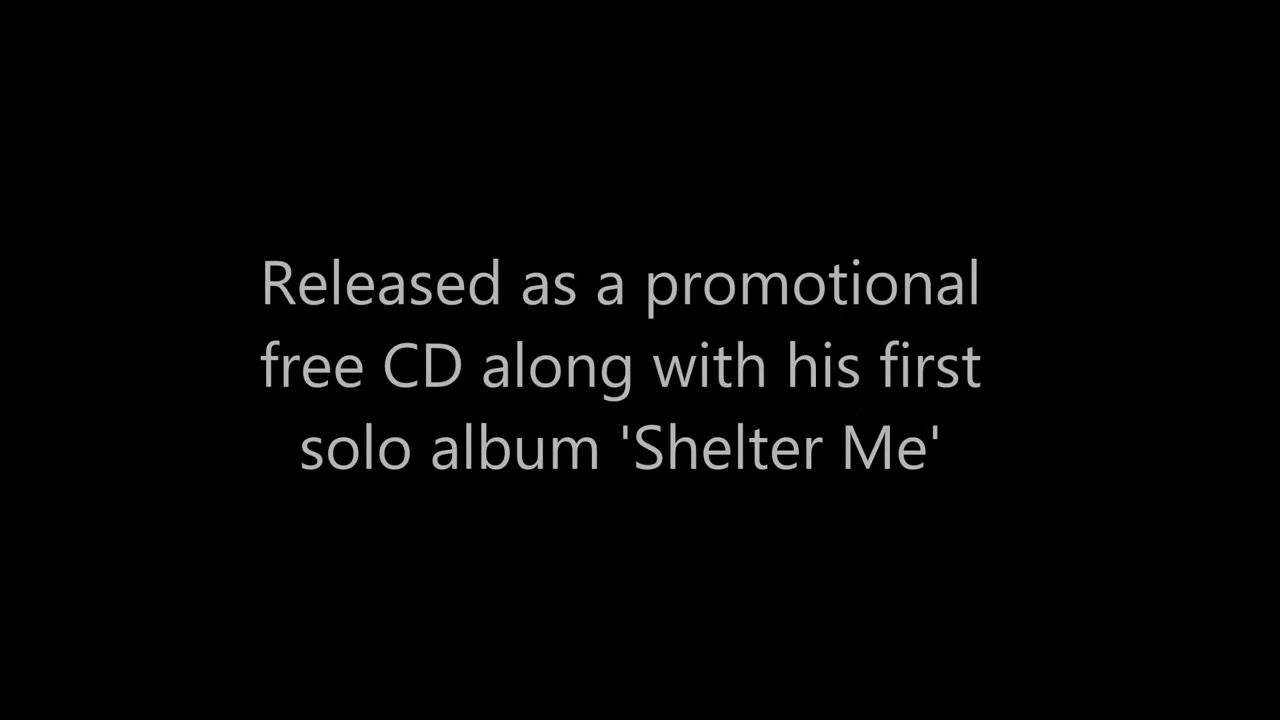 Released as a promotional
free CD along with his first
solo album 'Shelter Me'